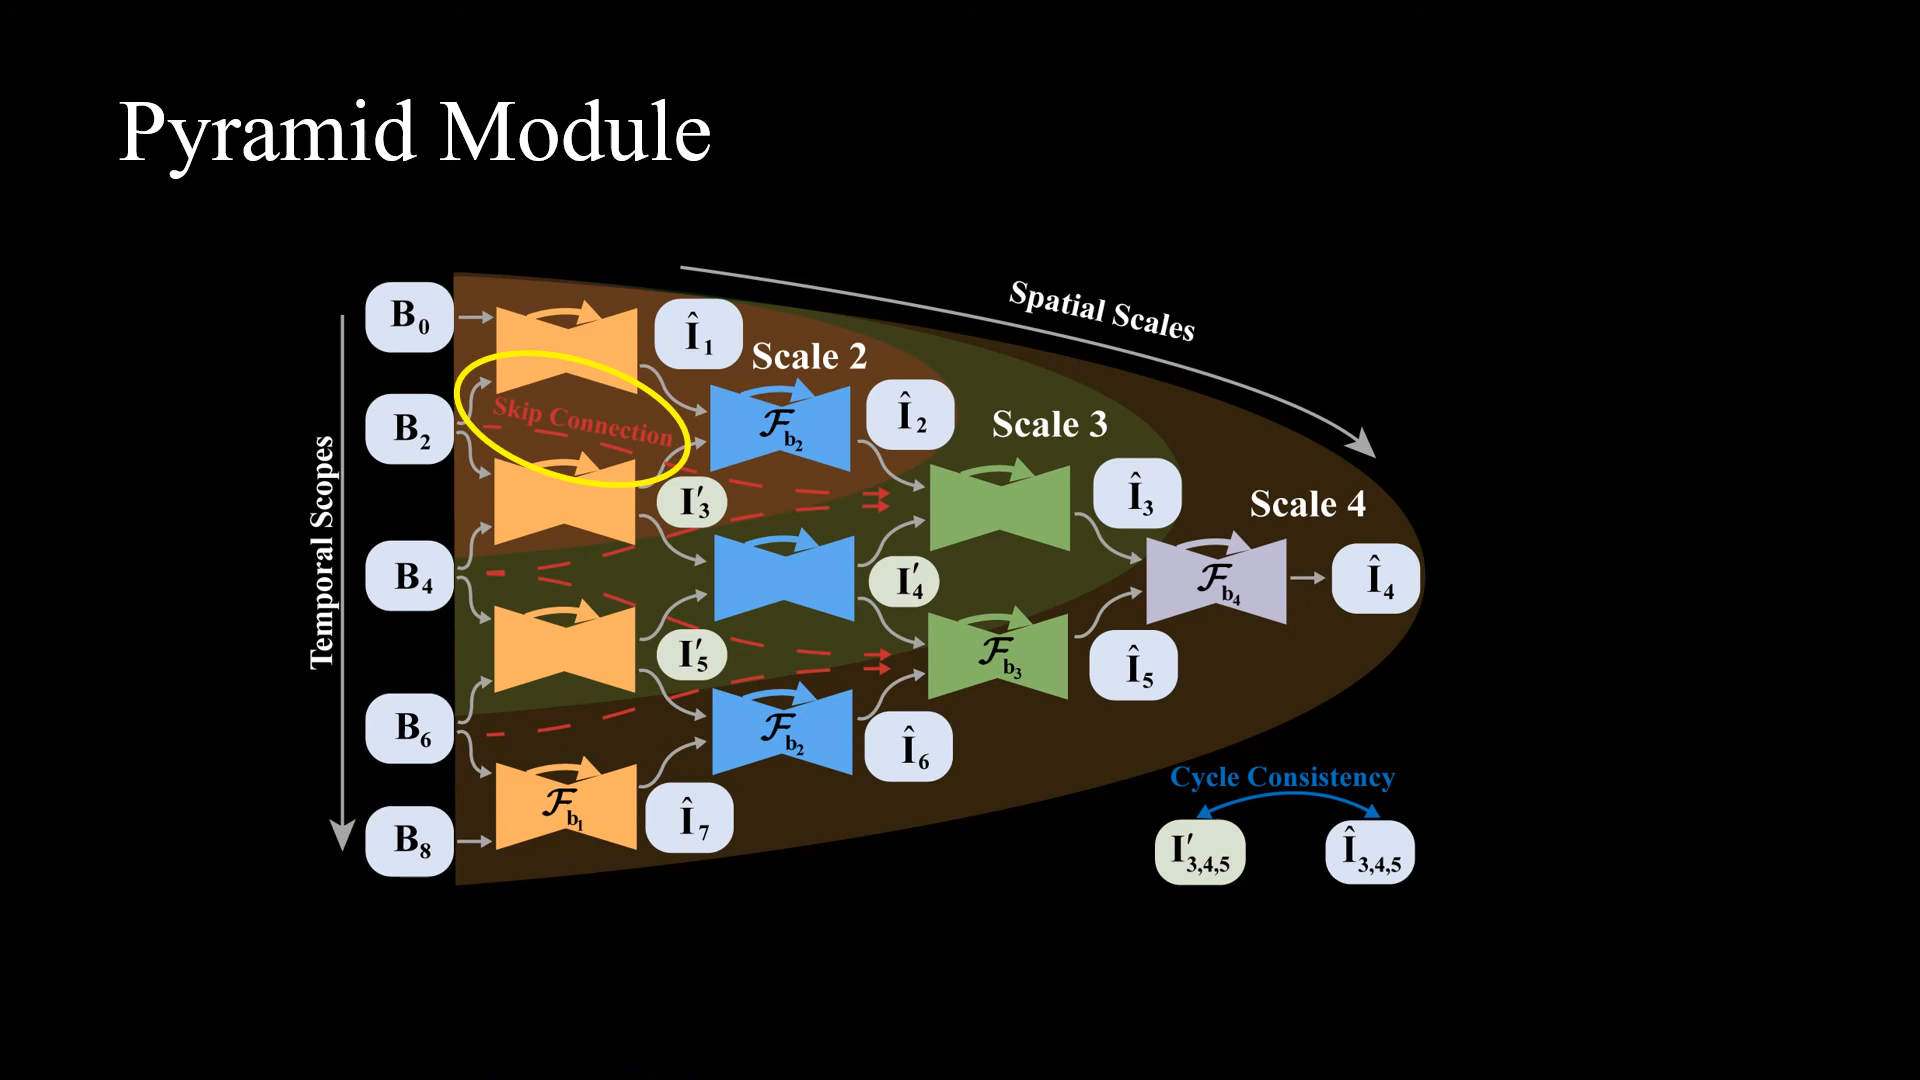 Pyramid Module
Spatial Scales
Temporal Scopes
B0
B2
B4
B6
B8
Skip Connection
Î1
Scale 2
𝓕b2
Î2
Scale 3
I′3
Î3
Scale 4
I′4
𝓕b4
Î4
I′5
𝓕b3
Î5
𝓕b2
Î6
𝓕b1
Î7
Cycle Consistency
I′3,4,5
Î3,4,5